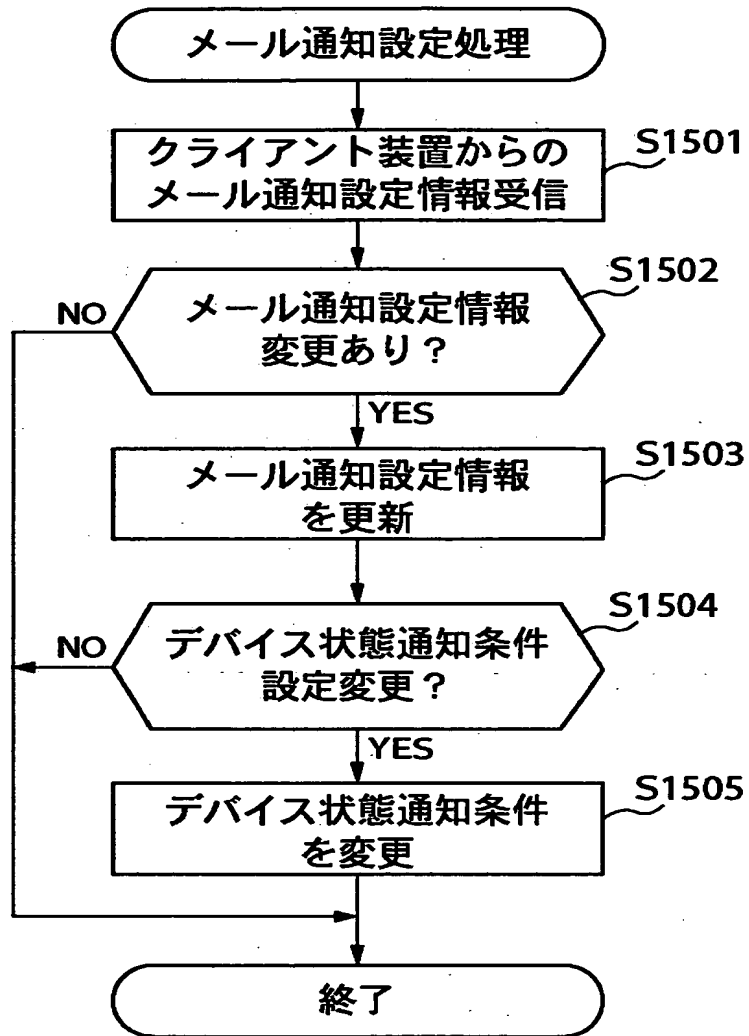 メール通知設定処理
S1501
クライアント装置からの
メール通知設定情報受信
S1502
NO
メール通知設定情報
変更あり？
YES
S1503
メール通知設定情報
を更新
S1504
NO
デバイス状態通知条件
設定変更？
YES
S1505
デバイス状態通知条件
を変更
終了